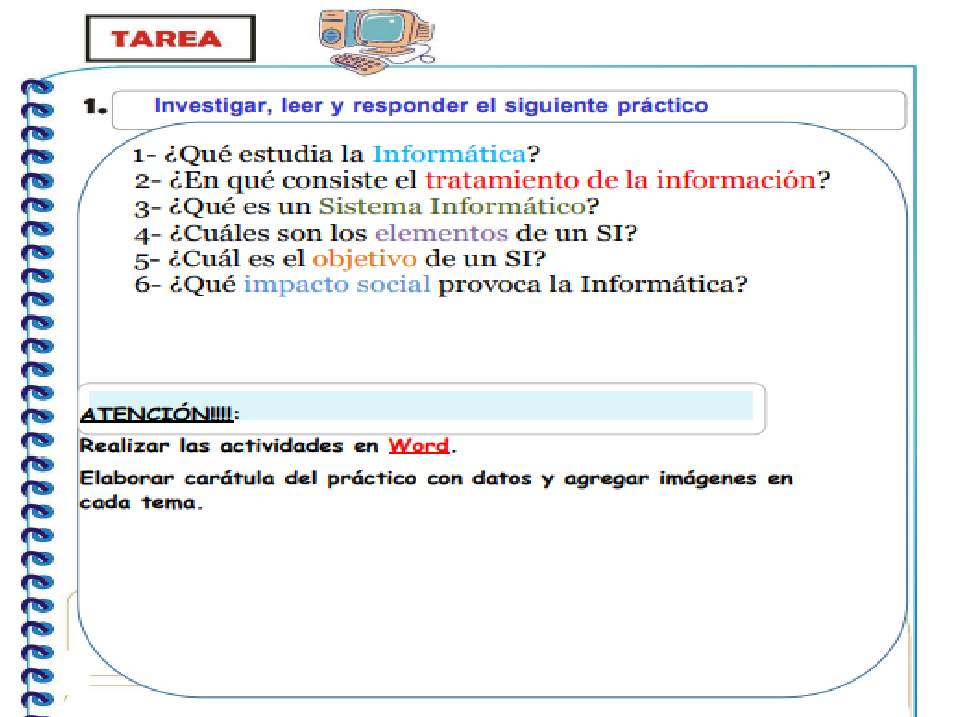 TAREA
1. Investigar, leer y responder el siguiente práctico
1- ¿Qué estudia la Informática?
2- ¿En qué consiste el tratamiento de la información?
3- ¿Qué es un Sistema Informático?
4- ¿Cuáles son los elementos de un SI?
5- ¿Cuál es el objetivo de un SI?
6- ¿Qué impacto social provoca la Informática?
ATENCIÓN!!!!:
Realizar las actividades en Word.
Elaborar carátula del práctico con datos y agregar imágenes en
cada tema.